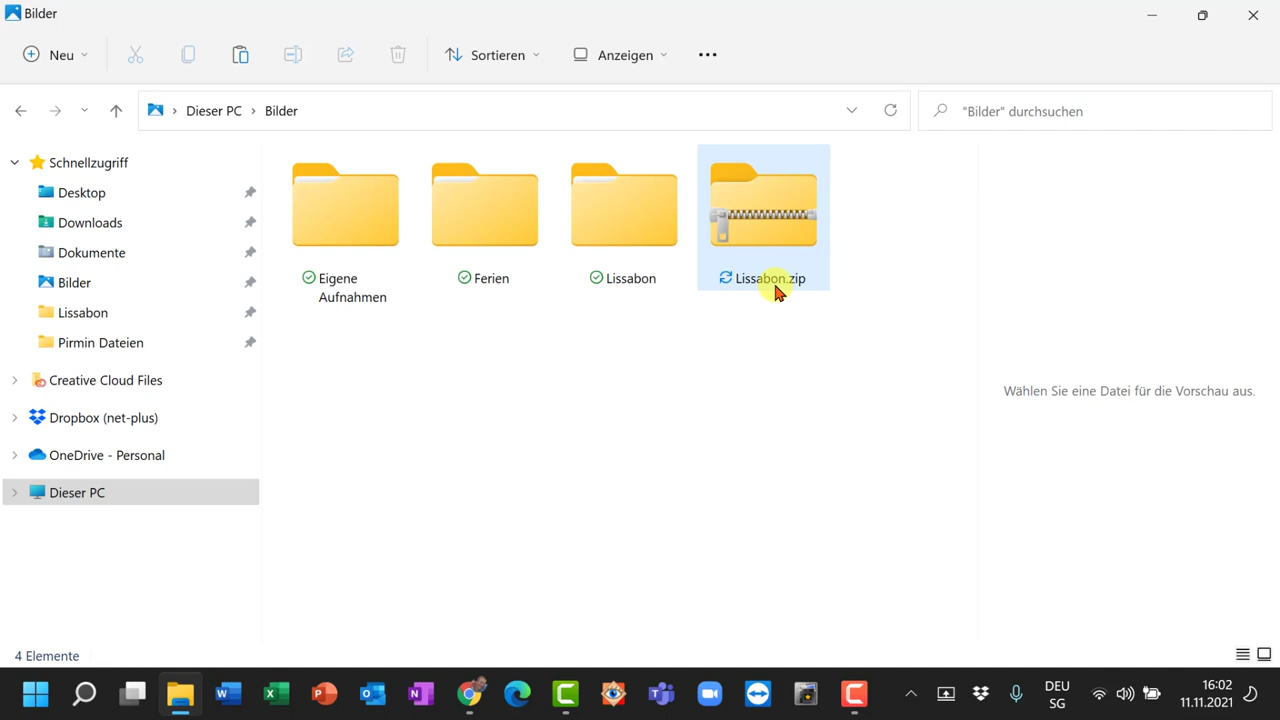 Bilder
Neu
Sortieren
Anzeigen
Dieser PC
Bilder
"Bilder" durchsuchen
Schnellzugriff
Desktop
Downloads
Dokumente
Bilder
Lissabon
Pirmin Dateien
Creative Cloud Files
Dropbox (net-plus)
OneDrive - Personal
Dieser PC
Eigene
Aufnahmen
Ferien
Lissabon
Lissabon.zip
Wählen Sie eine Datei für die Vorschau aus.
4 Elemente
DEU
SG
16:02
11.11.2021